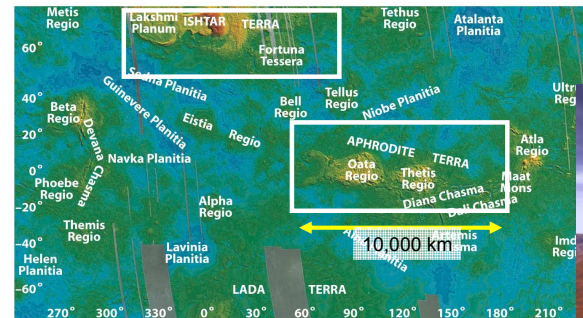 Metis
Regio
Lakshmi
Planum
ISHTAR TERRA
Tethus
Regio
Atalanta
Planitia
Fortuna
Tessera
Sedna Planitia
Guinevere Planitia
Bell
Regio
Tellus
Regio
Niobe Planitia
Beta
Regio
Devana Chasma
Eistia Regio
Navka Planitia
APHRODITE TERRA
Oata
Regio
Thetis
Regio
Atla
Regio
Maat
Mons
Phoebe
Regio
Alpha
Regio
Diana Chasma
Dali Chasma
Themis
Regio
10,000 km
Lavinia
Planitia
Helen
Planitia
LADA TERRA
60°
40°
20°
0°
-20°
-40°
-60°
270° 300° 330° 0° 30° 60° 90° 120° 150° 180° 210°